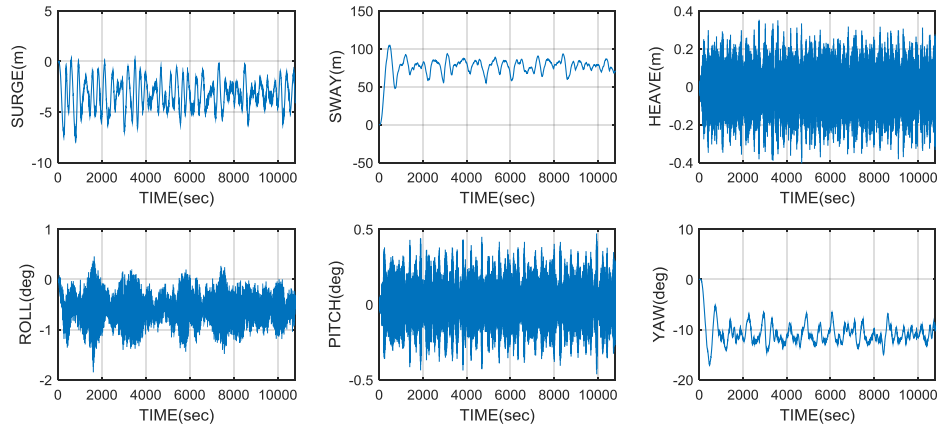 5
0
-5
-10
SURGE(m)
0 2000 4000 6000 8000 10000
TIME(sec)
150
100
50
0
-50
SWAY(m)
0 2000 4000 6000 8000 10000
TIME(sec)
0.4
0.2
0
-0.2
-0.4
HEAVE(m)
0 2000 4000 6000 8000 10000
TIME(sec)
1
0
-1
-2
ROLL(deg)
0 2000 4000 6000 8000 10000
TIME(sec)
0.5
0
-0.5
PITCH(deg)
0 2000 4000 6000 8000 10000
TIME(sec)
10
0
-10
-20
YAW(deg)
0 2000 4000 6000 8000 10000
TIME(sec)